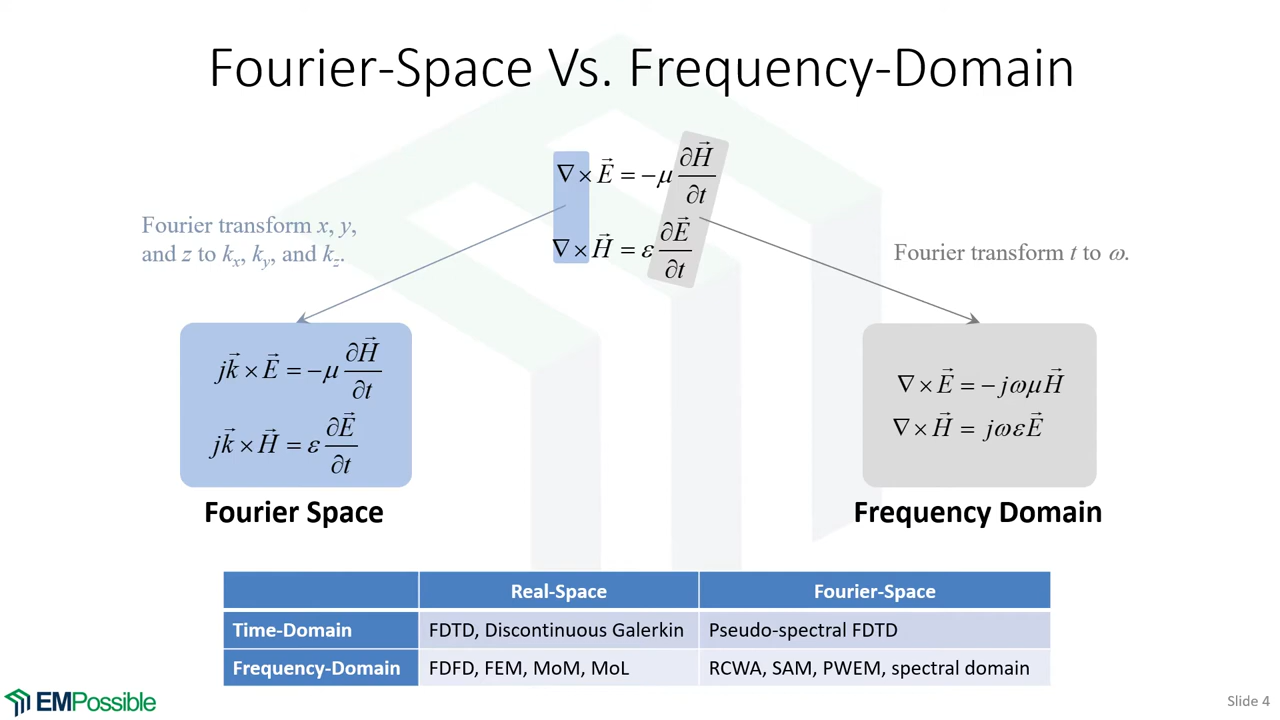 Fourier-Space Vs. Frequency-Domain
∇ × E⃗ = −μ ∂H⃗/∂t
∇ × H⃗ = ε ∂E⃗/∂t
Fourier transform x, y,
and z to kₓ, k_y, and k_z.
Fourier transform t to ω.
jk⃗ × E⃗ = −μ ∂H⃗/∂t
jk⃗ × H⃗ = ε ∂E⃗/∂t
Fourier Space
∇ × E⃗ = −jωμH⃗
∇ × H⃗ = jωεE⃗
Frequency Domain
Real-Space Fourier-Space
Time-Domain FDTD, Discontinuous Galerkin Pseudo-spectral FDTD
Frequency-Domain FDFD, FEM, MoM, MoL RCWA, SAM, PWEM, spectral domain
EMPossible
Slide 4